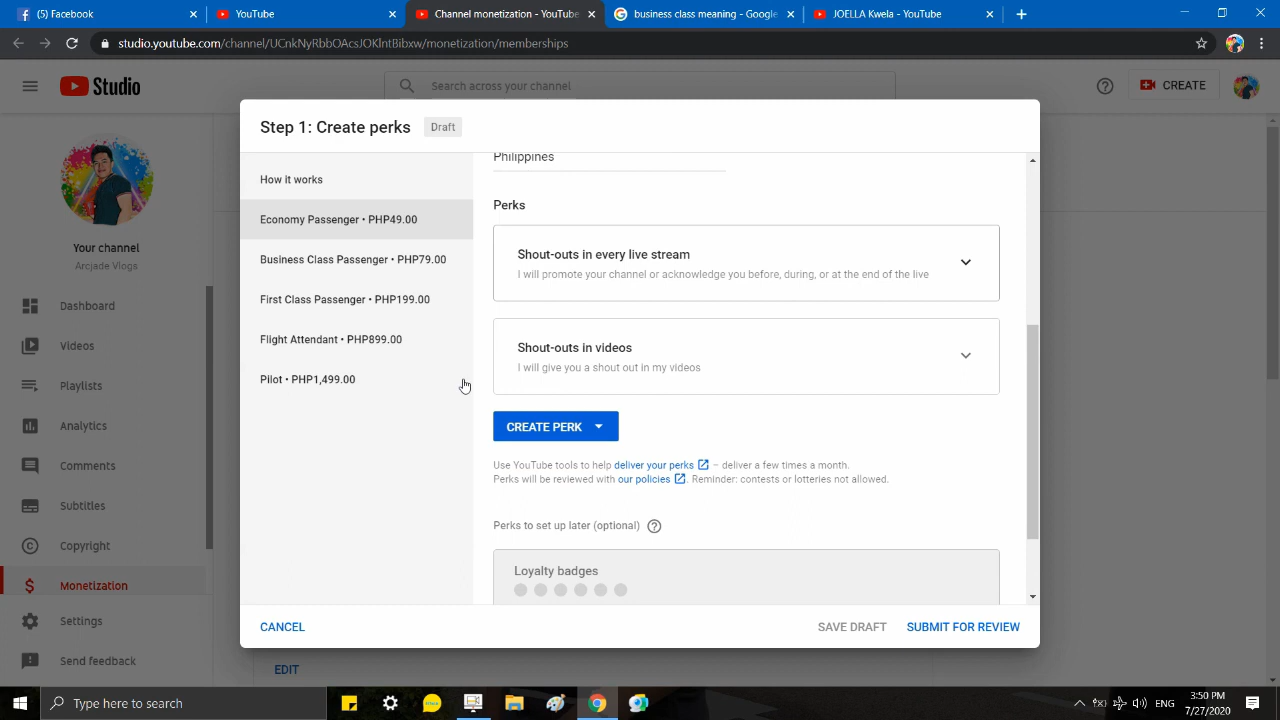 (5) Facebook
YouTube
Channel monetization - YouTube
business class meaning - Google
JOELLA Kwela - YouTube
studio.youtube.com/channel/UCnkNyRbbOAcsJOKlntBibxw/monetization/memberships
Studio
Search across your channel
CREATE
Step 1: Create perks
Draft
How it works
Economy Passenger • PHP49.00
Business Class Passenger • PHP79.00
First Class Passenger • PHP199.00
Flight Attendant • PHP899.00
Pilot • PHP1,499.00
Philippines
Perks
Shout-outs in every live stream
I will promote your channel or acknowledge you before, during, or at the end of the live
Shout-outs in videos
I will give you a shout out in my videos
CREATE PERK
Use YouTube tools to help deliver your perks – deliver a few times a month.
Perks will be reviewed with our policies. Reminder: contests or lotteries not allowed.
Perks to set up later (optional)
Loyalty badges
CANCEL
SAVE DRAFT
SUBMIT FOR REVIEW
Your channel
Arcjade Vlogs
Dashboard
Videos
Playlists
Analytics
Comments
Subtitles
Copyright
Monetization
Settings
Send feedback
EDIT
Type here to search
ENG
3:50 PM
7/27/2020